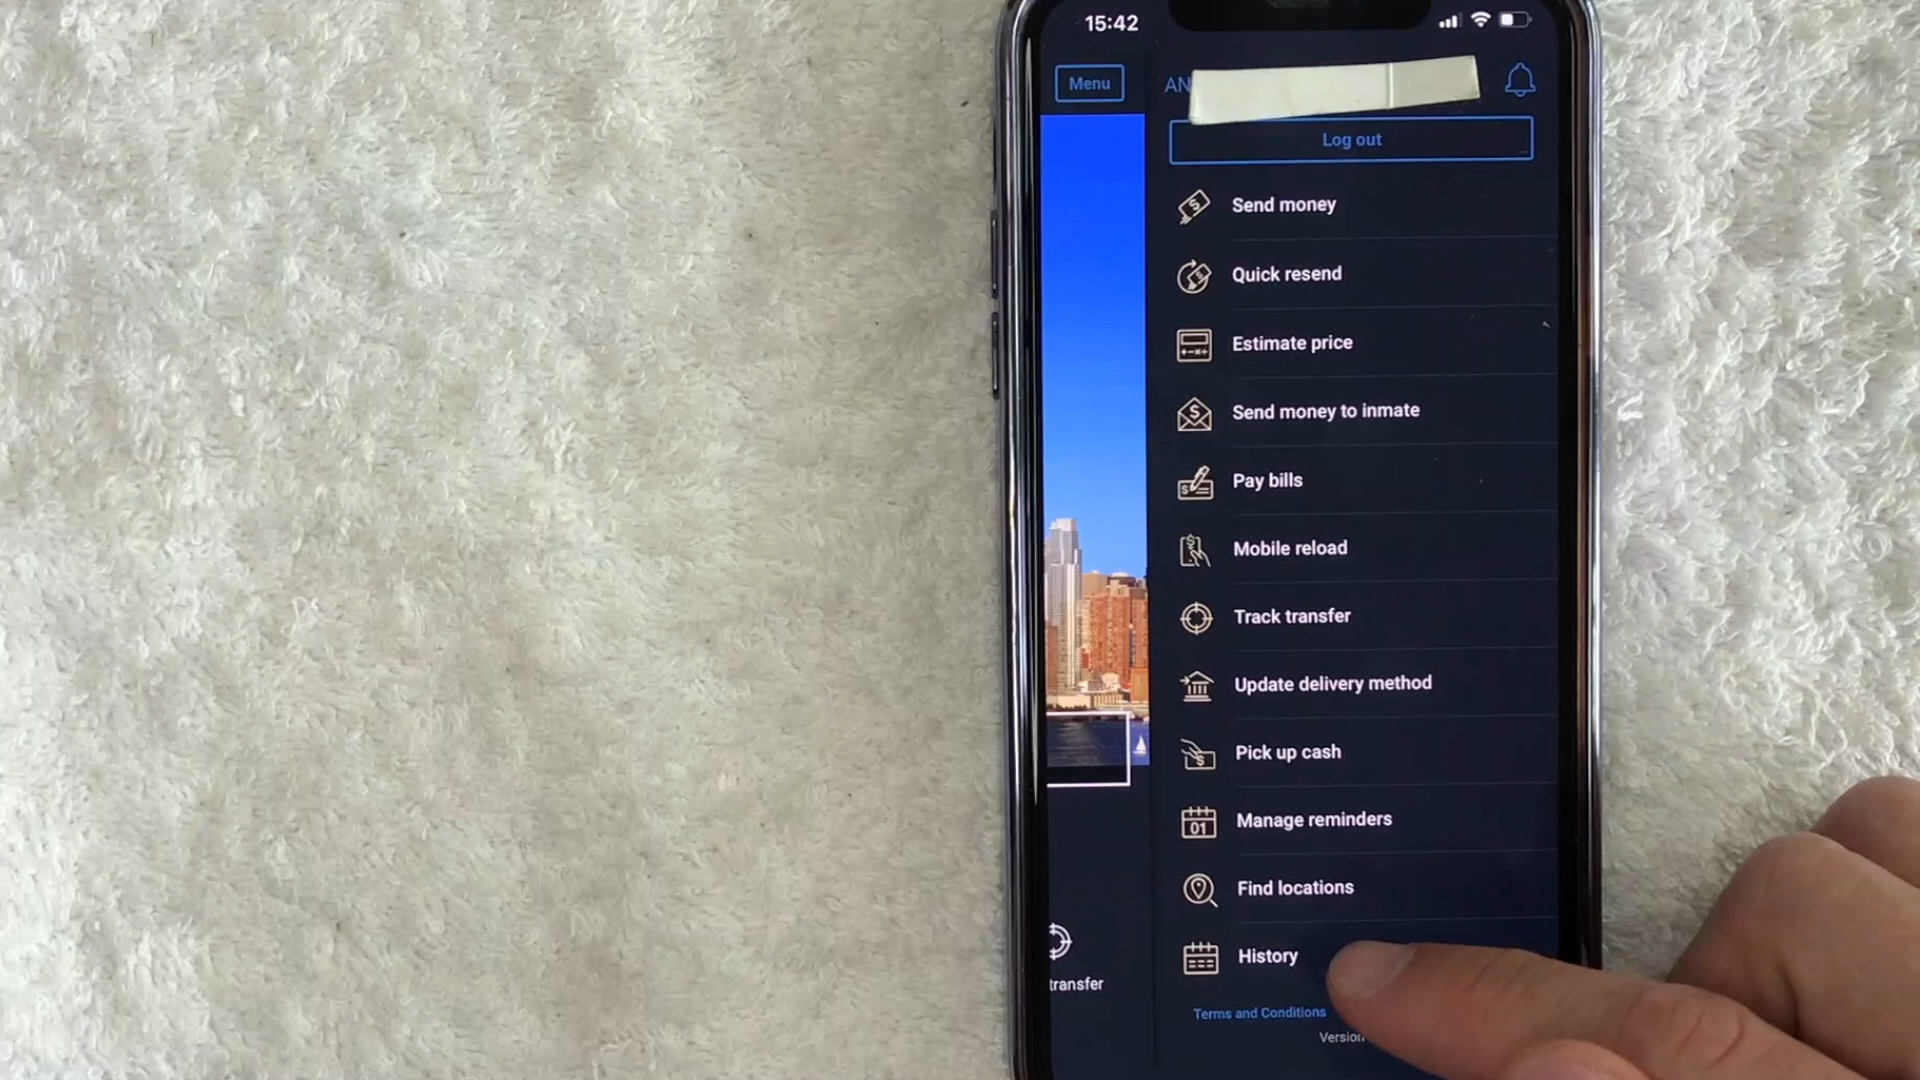 15:42
Menu
AN
Log out
Send money
Quick resend
Estimate price
Send money to inmate
Pay bills
Mobile reload
Track transfer
Update delivery method
Pick up cash
01
Manage reminders
Find locations
History
transfer
Terms and Conditions
Version